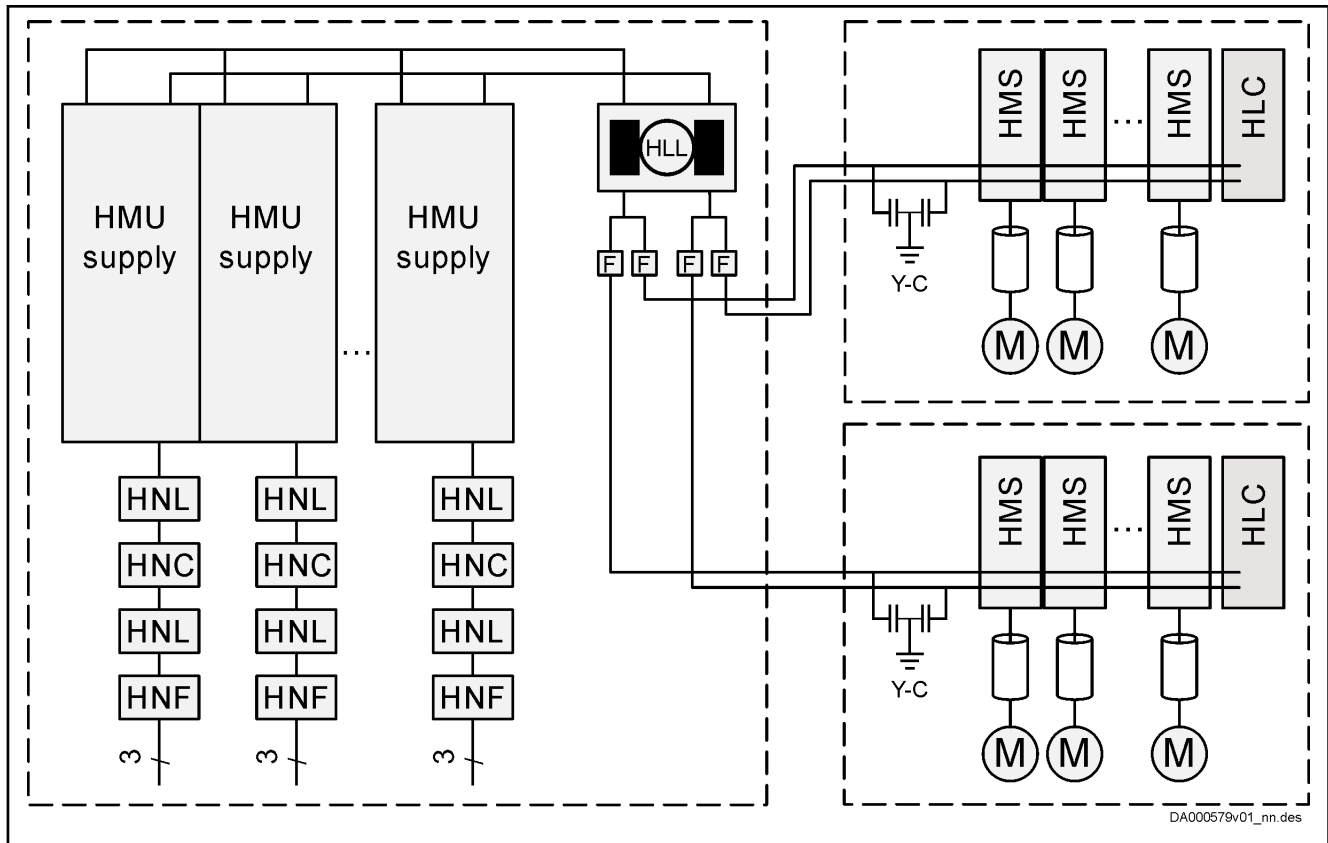 HMU
supply
HMU
supply
...
HMU
supply
HNL
HNC
HNL
HNF
3
HNL
HNC
HNL
HNF
3
HNL
HNC
HNL
HNF
3
HLL
F
F
F
F
HMS
HMS
...
HMS
HLC
Y-C
M
M
M
HMS
HMS
...
HMS
HLC
Y-C
M
M
M
DA000579v01_nn.des